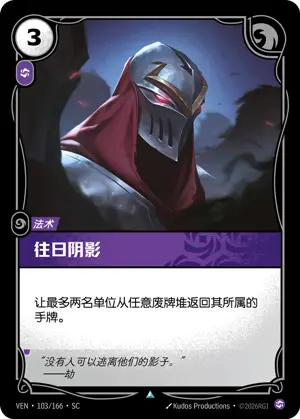 3
法术
往日阴影
让最多两名单位从任意废牌堆返回其所属的
手牌。
"没有人可以逃离他们的影子。"
——劫
VEN • 103/166 • SC
Kudos Productions • ©2026RGI